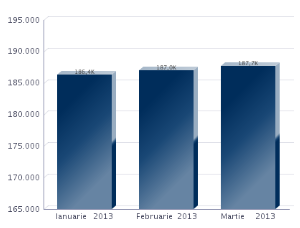 195.000
190.000
185.000
180.000
175.000
170.000
165.000
186,4K
187,0K
187,7K
Ianuarie 2013
Februarie 2013
Martie 2013